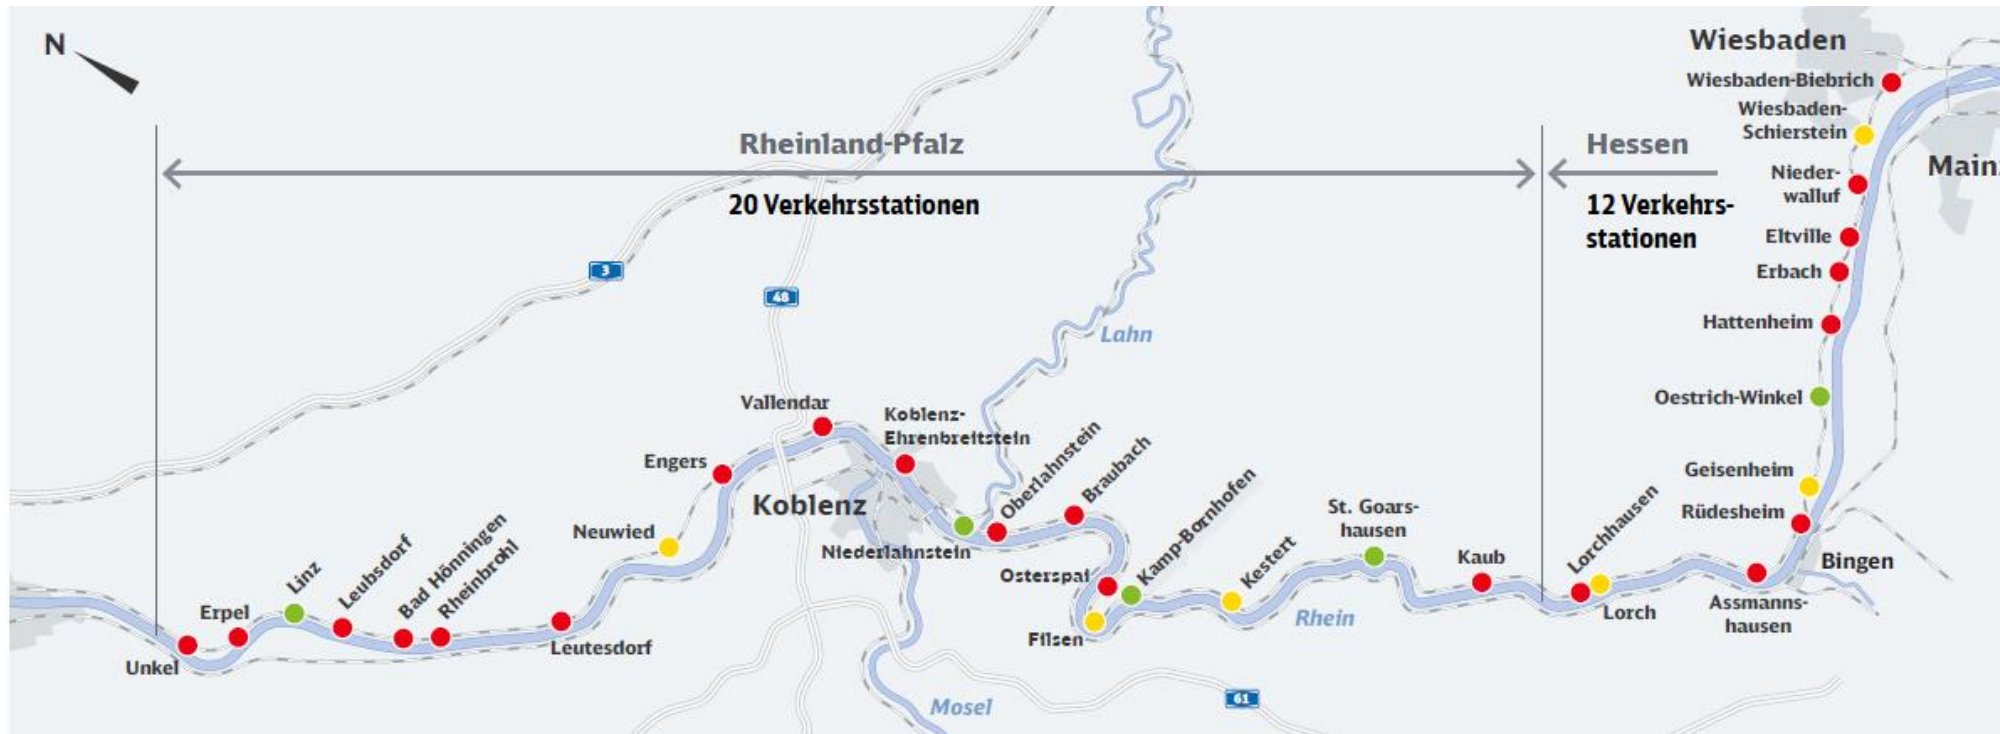 N
Wiesbaden
Wiesbaden-Biebrich
Wiesbaden-
Schierstein
Rheinland-Pfalz
Hessen
Nieder-
walluf
20 Verkehrsstationen
12 Verkehrs-
stationen
Eltville
Erbach
3
48
Hattenheim
Lahn
Oestrich-Winkel
Vallendar
Koblenz-
Ehrenbreitstein
Engers
Koblenz
Niederlahnstein
Oberlahnstein
Braubach
Kamp-Bornhofen
Osterspai
Filsen
Kestert
St. Goars-
hausen
Kaub
Lorchhausen
Lorch
Geisenheim
Rüdesheim
Bingen
Assmanns-
hausen
Neuwied
Linz
Leubsdorf
Bad Hönningen
Rheinbrohl
Erpel
Unkel
Leutesdorf
Rhein
Mosel
61